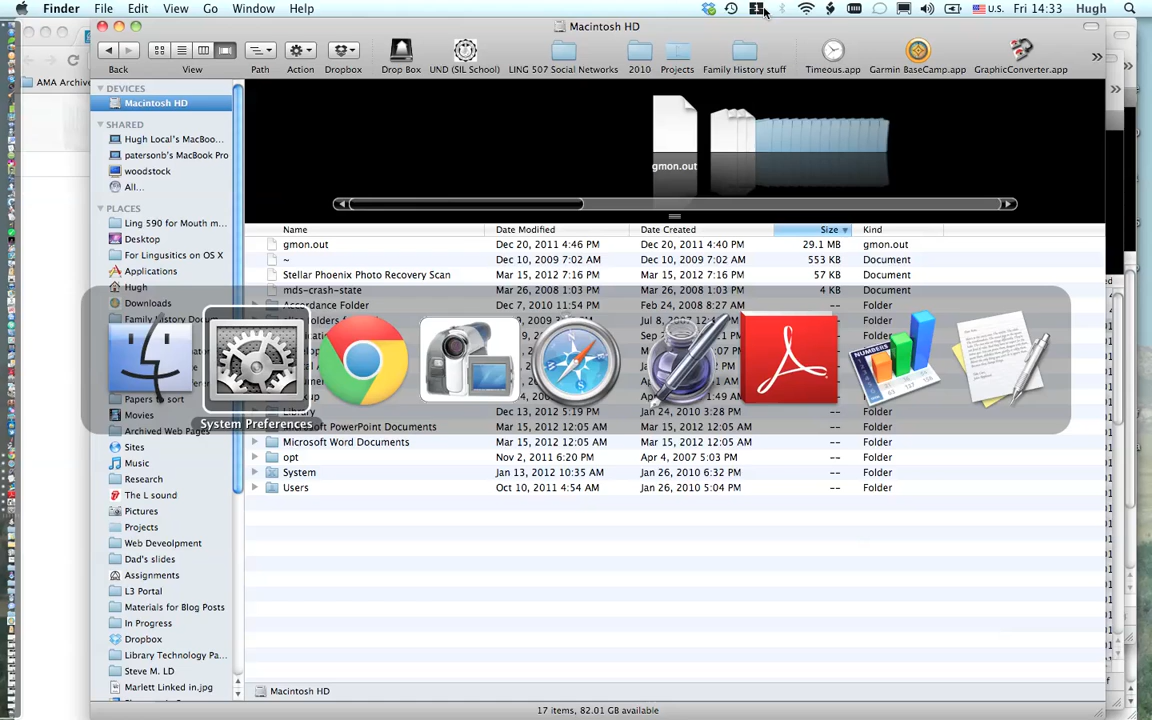 Finder File Edit View Go Window Help U.S. Fri 14:33 Hugh
Macintosh HD
Back View Path Action Dropbox Drop Box UND (SIL School) LING 507 Social Networks 2010 Projects Family History stuff Timeous.app Garmin BaseCamp.app GraphicConverter.app
AMA Archive
DEVICES
Macintosh HD
SHARED
Hugh Local's MacBoo...
patersonb's MacBook Pro
woodstock
All...
PLACES
Ling 590 for Mouth m...
Desktop
For Lingusitics on OS X
Applications
Hugh
Downloads
Family History Docum...
Papers to sort
Movies
Archived Web Pages
Sites
Music
Research
The L sound
Pictures
Projects
Web Deveolpment
Dad's slides
Assignments
L3 Portal
Materials for Blog Posts
In Progress
Dropbox
Library Technology Pa...
Steve M. LD
Marlett Linked in.jpg
gmon.out
Name Date Modified Date Created Size Kind
gmon.out Dec 20, 2011 4:46 PM Dec 20, 2011 4:40 PM 29.1 MB gmon.out
~ Dec 10, 2009 7:02 AM Dec 10, 2009 7:02 AM 553 KB Document
Stellar Phoenix Photo Recovery Scan Mar 15, 2012 7:16 PM Mar 15, 2012 7:16 PM 57 KB Document
mds-crash-state Mar 26, 2008 1:03 PM Mar 26, 2008 1:03 PM 4 KB Document
Accordance Folder Dec 7, 2010 11:54 PM Feb 24, 2008 8:27 AM -- Folder
NUMBERS
Library Dec 13, 2012 5:19 PM Jan 24, 2010 3:28 PM -- Folder
System Preferences
Microsoft PowerPoint Documents Mar 15, 2012 12:05 AM Mar 15, 2012 12:05 AM -- Folder
Microsoft Word Documents Mar 15, 2012 12:05 AM Mar 15, 2012 12:05 AM -- Folder
opt Nov 2, 2011 6:20 PM Apr 4, 2007 5:03 PM -- Folder
System Jan 13, 2012 10:35 AM Jan 26, 2010 6:32 PM -- Folder
Users Oct 10, 2011 4:54 AM Jan 26, 2010 5:04 PM -- Folder
Macintosh HD
17 items, 82.01 GB available